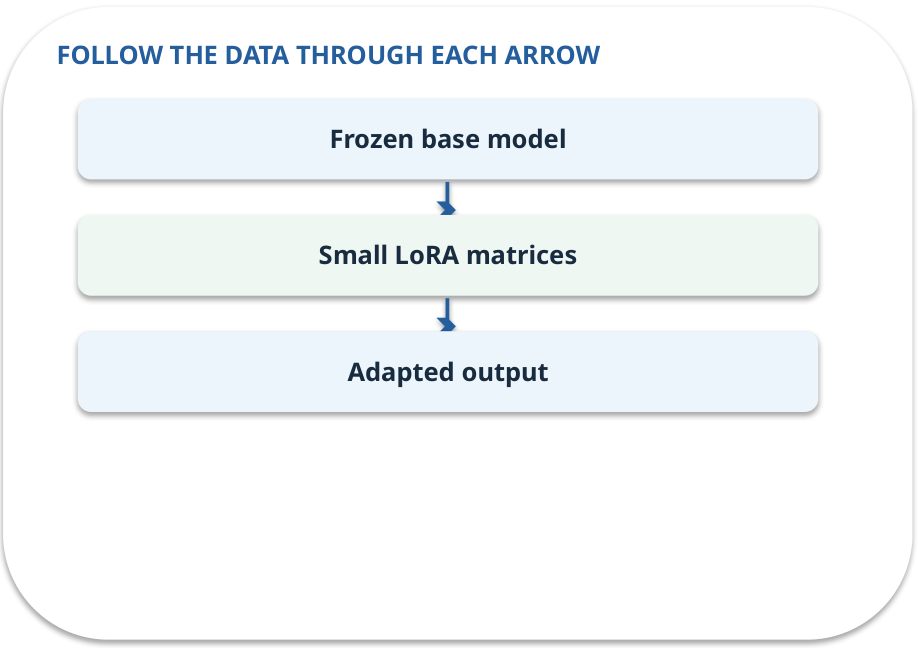 FOLLOW THE DATA THROUGH EACH ARROW
Frozen base model
Small LoRA matrices
Adapted output